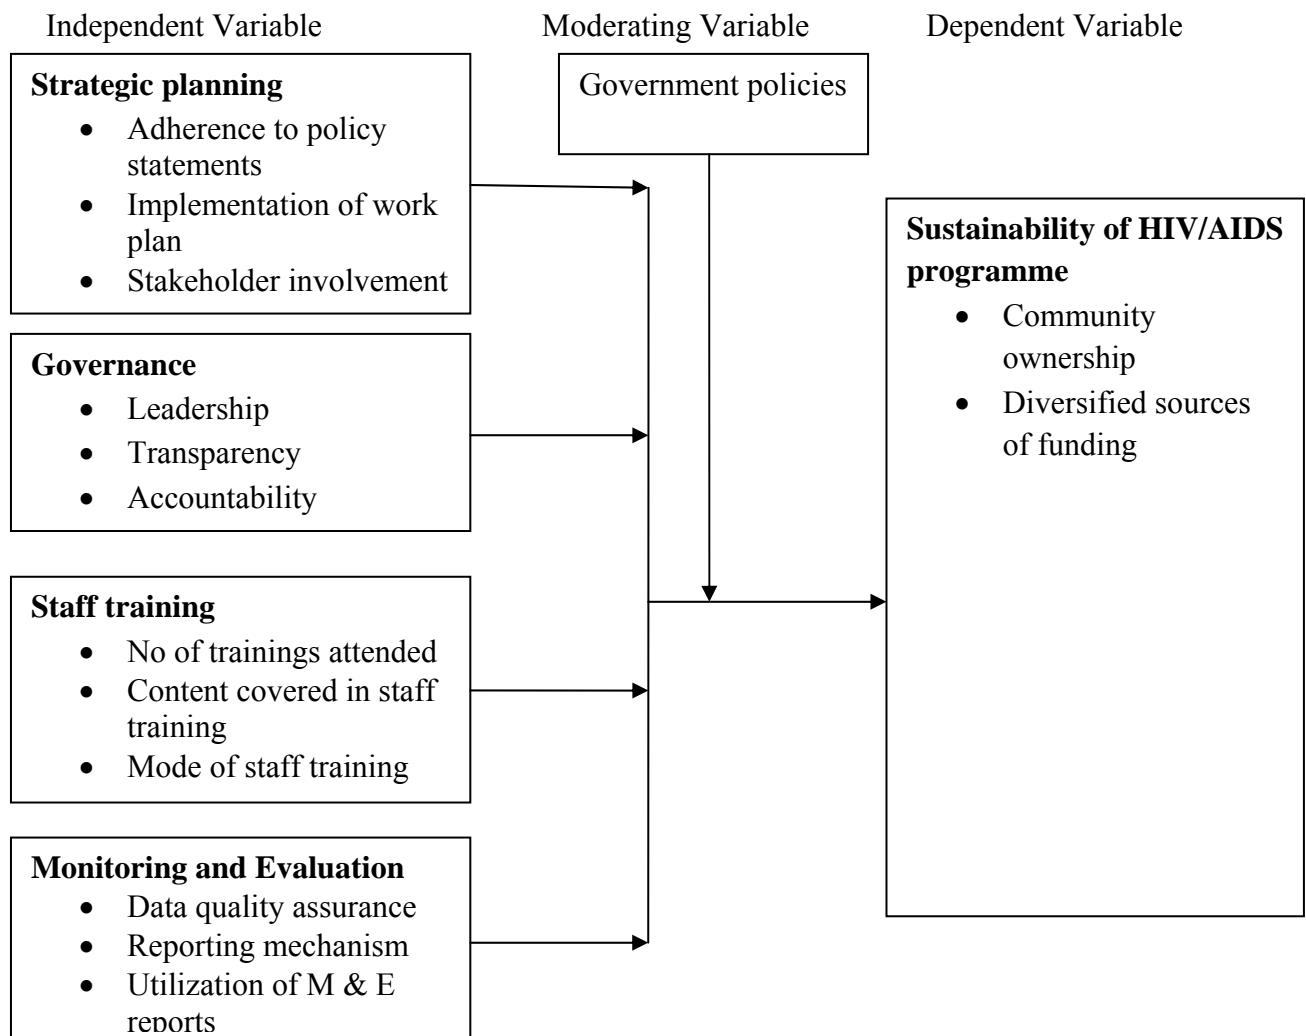 Independent Variable
Moderating Variable
Dependent Variable
Strategic planning
• Adherence to policy
statements
• Implementation of work
plan
• Stakeholder involvement
Governance
• Leadership
• Transparency
• Accountability
Staff training
• No of trainings attended
• Content covered in staff
training
• Mode of staff training
Monitoring and Evaluation
• Data quality assurance
• Reporting mechanism
• Utilization of M & E
reports
Government policies
Sustainability of HIV/AIDS
programme
• Community
ownership
• Diversified sources
of funding